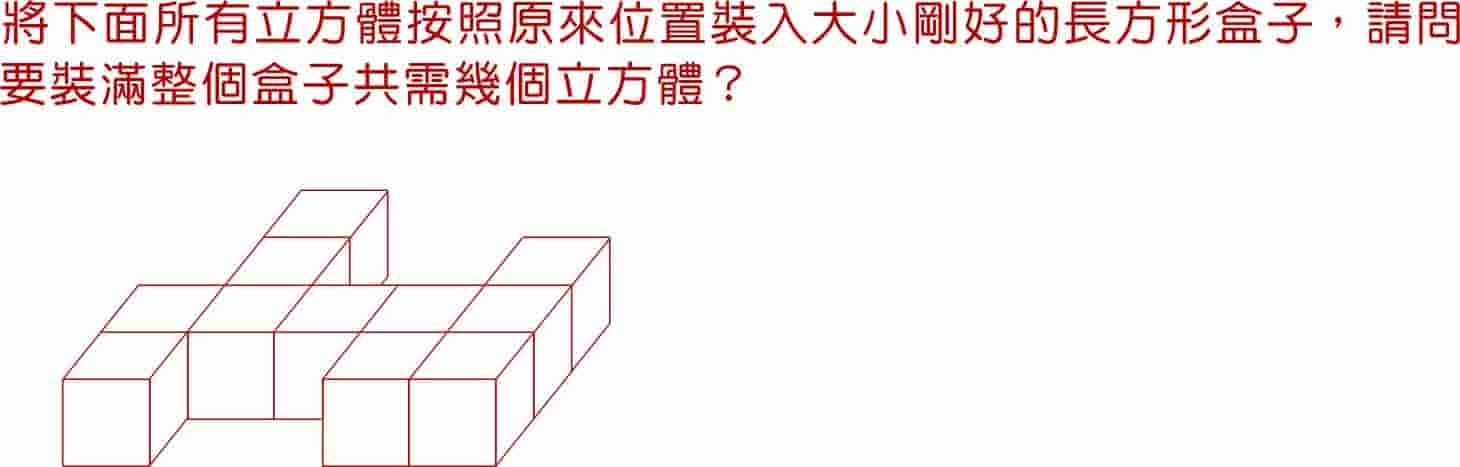 將下面所有立方體按照原來位置裝入大小剛好的長方形盒子，請問
要裝滿整個盒子共需幾個立方體？